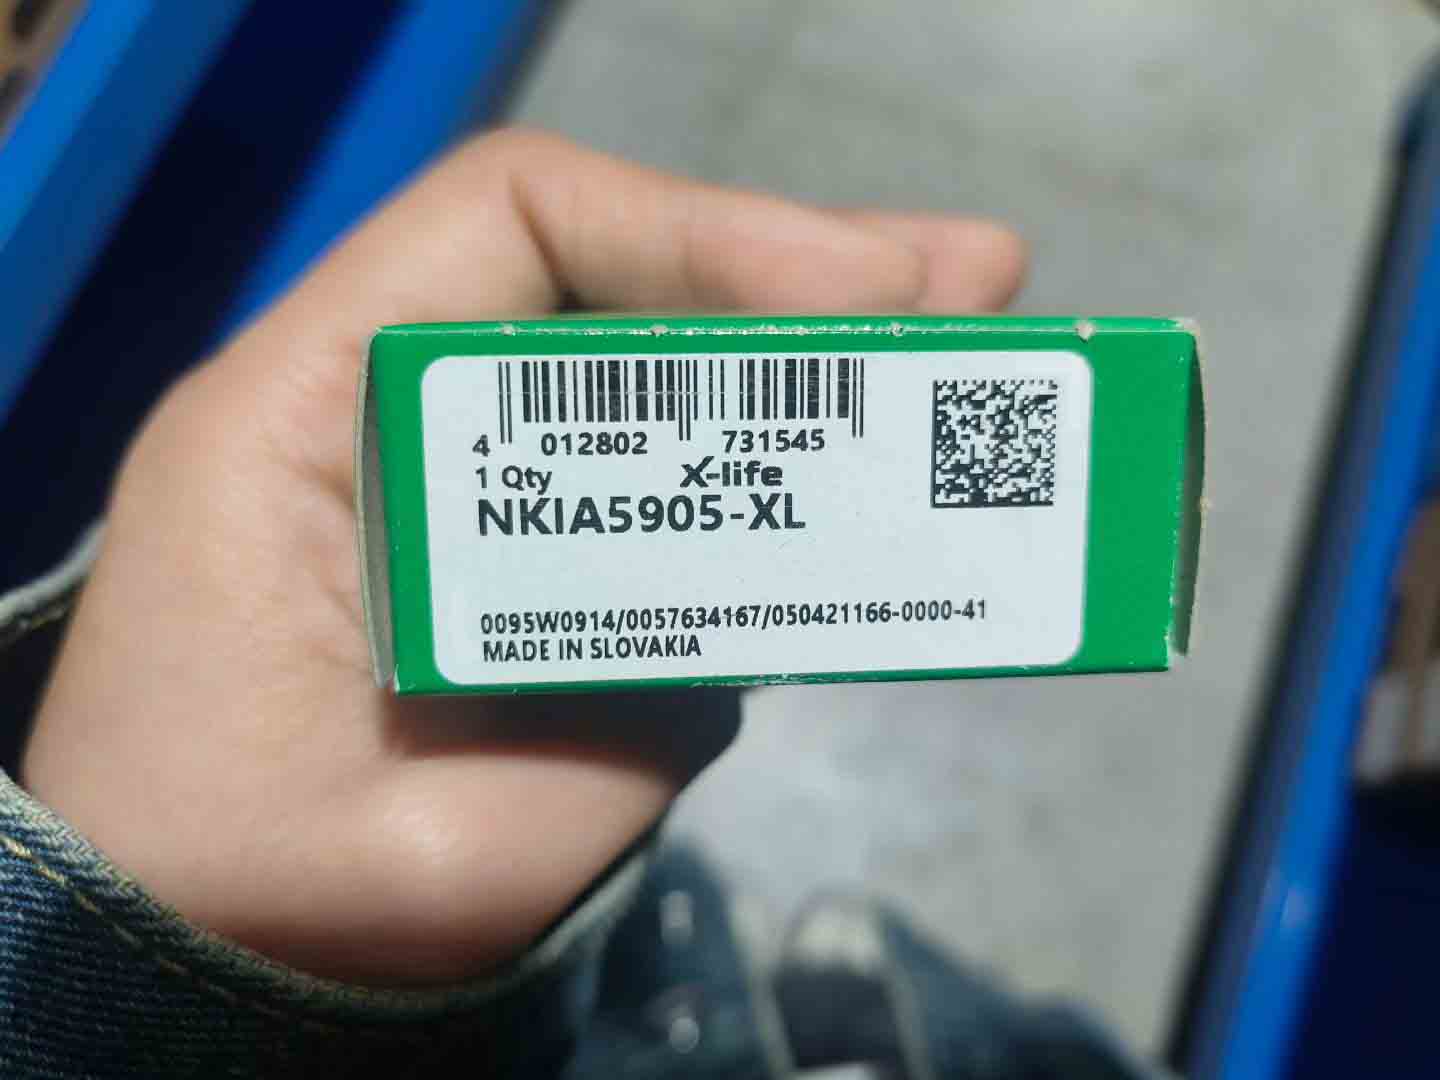 4 012802 731545
1 Qty X-life
NKIA5905-XL
0095W0914/0057634167/050421166-0000-41
MADE IN SLOVAKIA